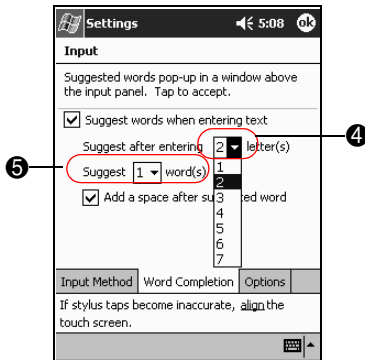 Settings 5:08 ok
Input
Suggested words pop-up in a window above
the input panel. Tap to accept.
Suggest words when entering text
Suggest after entering 2 letter(s)
4
5
Suggest 1 word(s)
1
2
Add a space after word
3
4
5
6
7
Input Method Word Completion Options
If stylus taps become inaccurate, align the
touch screen.